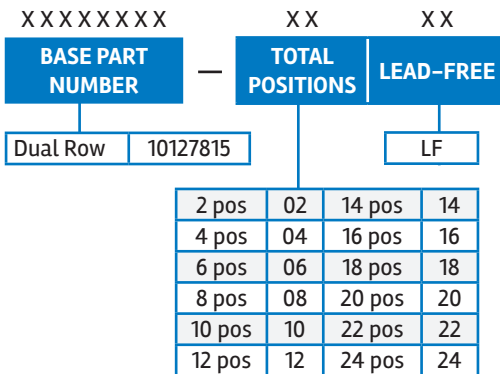 XXXXXXXX XX XX
BASE PART NUMBER — TOTAL POSITIONS LEAD-FREE
Dual Row 10127815 LF
2 pos 02 14 pos 14
4 pos 04 16 pos 16
6 pos 06 18 pos 18
8 pos 08 20 pos 20
10 pos 10 22 pos 22
12 pos 12 24 pos 24